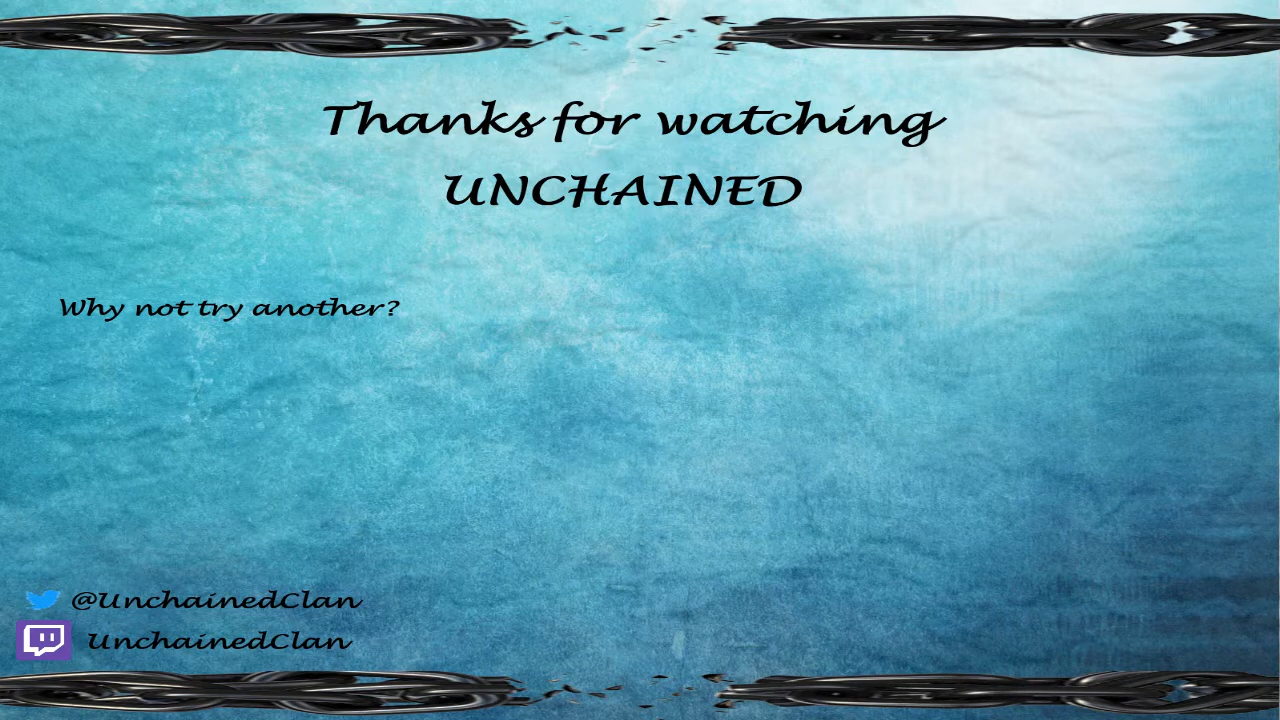 Thanks for watching
UNCHAINED
Why not try another?
@UnchainedClan
UnchainedClan